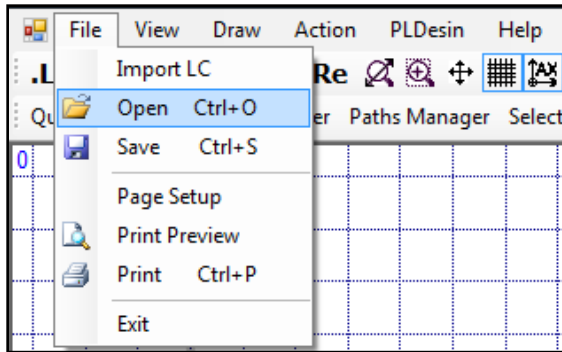 File View Draw Action PLDesin Help
.L Re
Qu er Paths Manager Select
0
Import LC
Open Ctrl+O
Save Ctrl+S
Page Setup
Print Preview
Print Ctrl+P
Exit